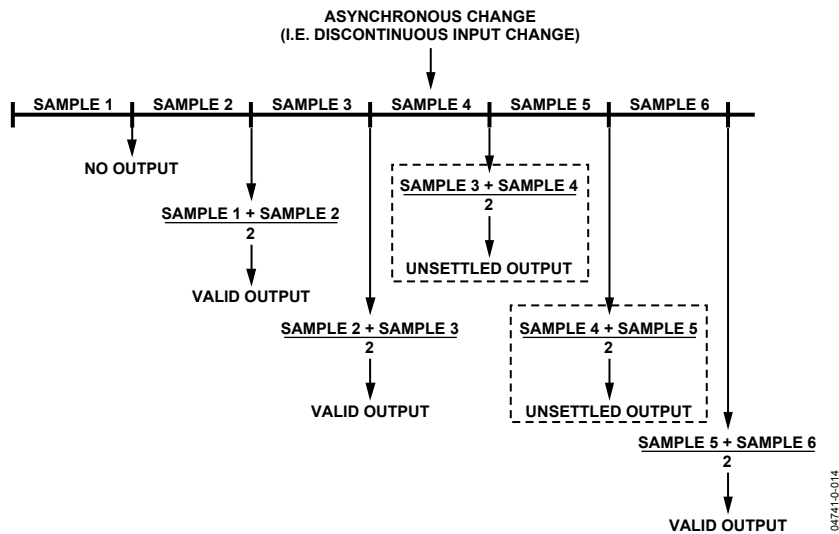 ASYNCHRONOUS CHANGE
(I.E. DISCONTINUOUS INPUT CHANGE)
SAMPLE 1 SAMPLE 2 SAMPLE 3 SAMPLE 4 SAMPLE 5 SAMPLE 6
NO OUTPUT
SAMPLE 1 + SAMPLE 2
2
VALID OUTPUT
SAMPLE 2 + SAMPLE 3
2
VALID OUTPUT
SAMPLE 3 + SAMPLE 4
2
UNSETTLED OUTPUT
SAMPLE 4 + SAMPLE 5
2
UNSETTLED OUTPUT
SAMPLE 5 + SAMPLE 6
2
VALID OUTPUT
04741-0-014